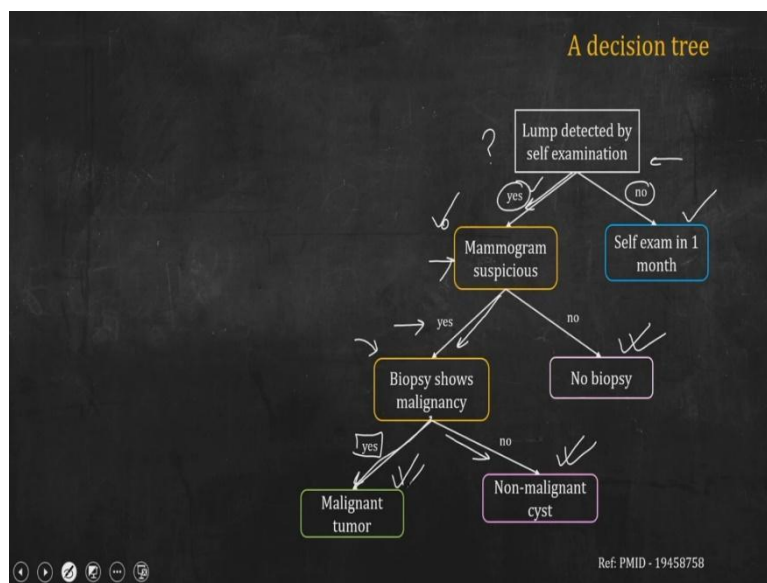 A decision tree
Lump detected by
self examination
?
yes
no
Mammogram
suspicious
Self exam in 1
month
yes
no
Biopsy shows
malignancy
No biopsy
yes
no
Malignant
tumor
Non-malignant
cyst
Ref: PMID - 19458758